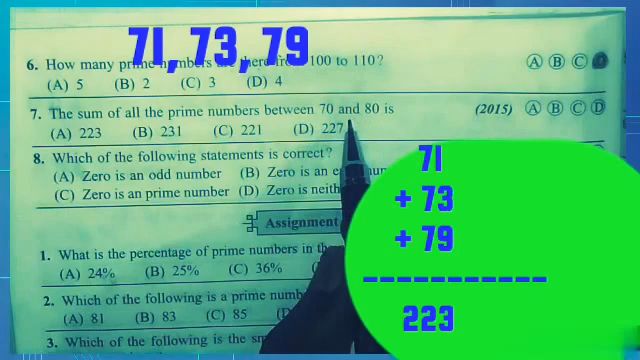 71, 73, 79
6. How many prime numbers are there from 100 to 110? A B C
(A) 5 (B) 2 (C) 3 (D) 4
7. The sum of all the prime numbers between 70 and 80 is (2015) A B C D
(A) 223 (B) 231 (C) 221 (D) 227
8. Which of the following statements is correct?
(A) Zero is an odd number (B) Zero is an
(C) Zero is an prime number (D) Zero is
Assignment
1. What is the percentage of prime numbers in
(A) 24% (B) 25% (C) 36%
2. Which of the following is a prime
(A) 81 (B) 83 (C) 85
3. Which of the following is the
71
+ 73
+ 79
-----------
223